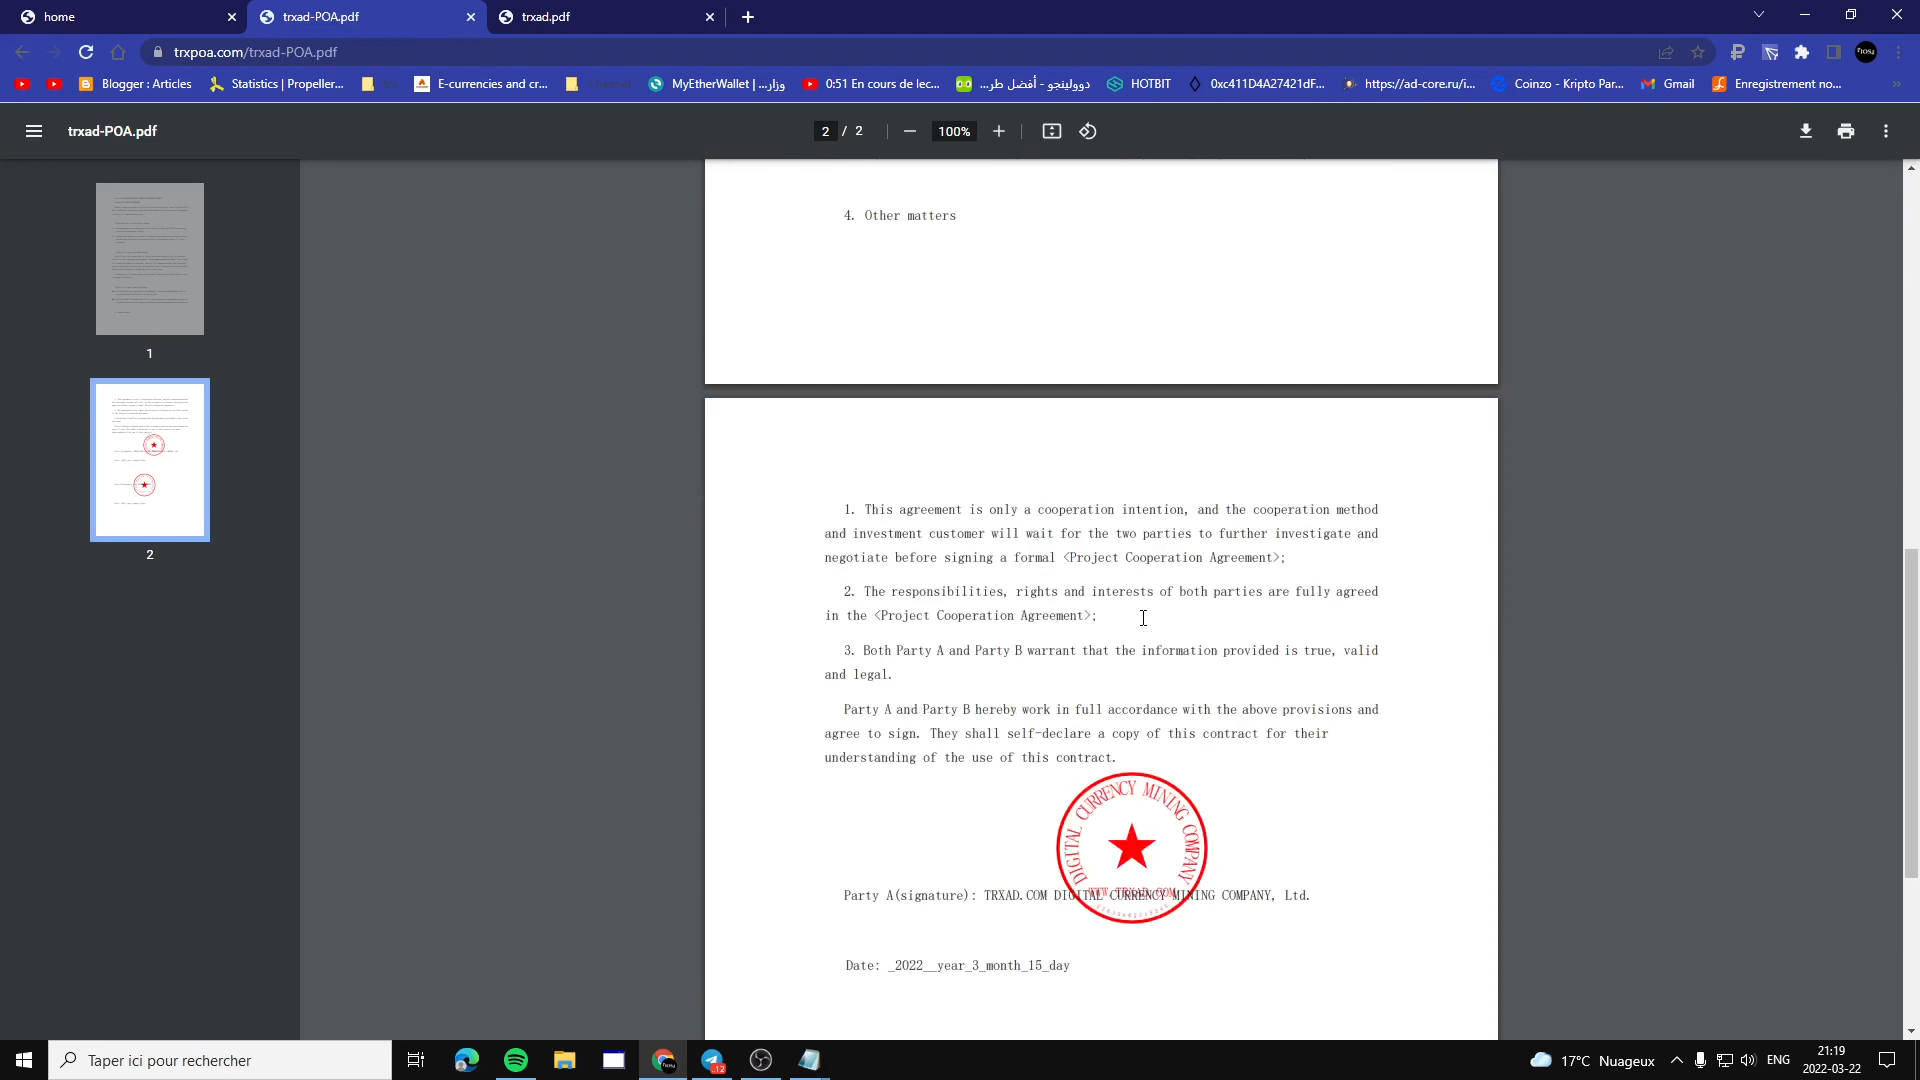 home
trxad-POA.pdf
trxad.pdf
trxpoa.com/trxad-POA.pdf
Blogger : Articles
Statistics | Propeller...
E-currencies and cr...
MyEtherWallet | ...وزار
0:51 En cours de lec...
دوولينجو - أفضل طر...
HOTBIT
0xc411D4A27421dF...
https://ad-core.ru/i...
Coinzo - Kripto Par...
Gmail
Enregistrement no...
trxad-POA.pdf
2 / 2
100%
1
2
4. Other matters
1. This agreement is only a cooperation intention, and the cooperation method
and investment customer will wait for the two parties to further investigate and
negotiate before signing a formal <Project Cooperation Agreement>;
2. The responsibilities, rights and interests of both parties are fully agreed
in the <Project Cooperation Agreement>;
3. Both Party A and Party B warrant that the information provided is true, valid
and legal.
Party A and Party B hereby work in full accordance with the above provisions and
agree to sign. They shall self-declare a copy of this contract for their
understanding of the use of this contract.
DIGITAL CURRENCY MINING COMPANY
WWW.TRXAD.COM
Party A(signature): TRXAD.COM DIGITAL CURRENCY MINING COMPANY, Ltd.
Date: _2022__year_3_month_15_day
Taper ici pour rechercher
.12
17°C Nuageux
ENG
21:19
2022-03-22